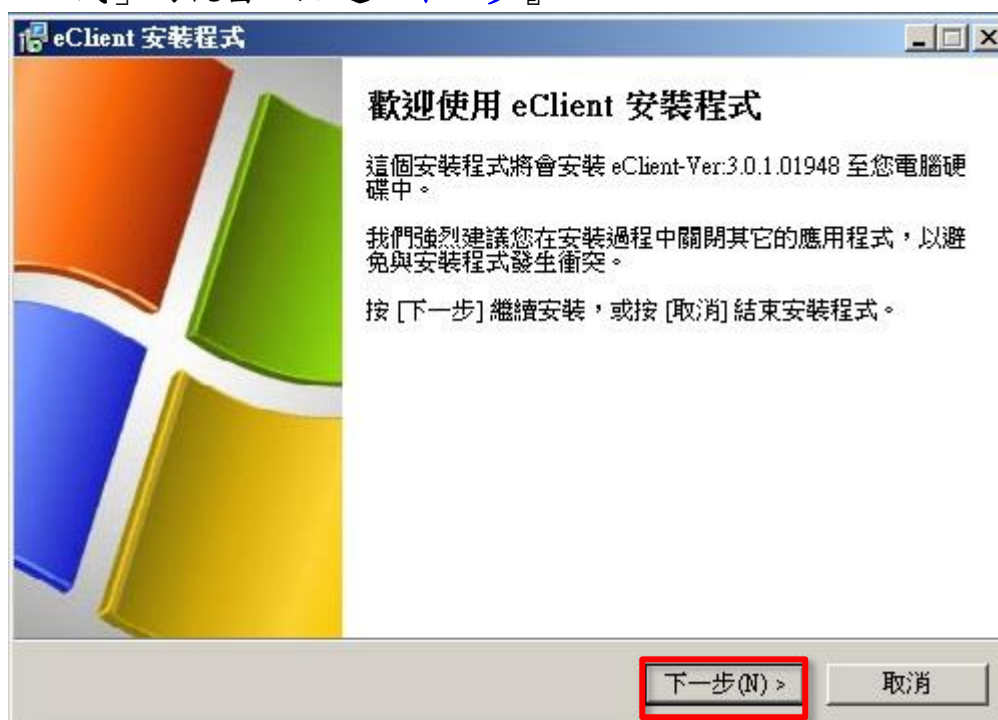 eClient 安裝程式
歡迎使用 eClient 安裝程式
這個安裝程式將會安裝 eClient-Ver:3.0.1.01948 至您電腦硬
碟中。
我們強烈建議您在安裝過程中關閉其它的應用程式，以避
免與安裝程式發生衝突。
按 [下一步] 繼續安裝，或按 [取消] 結束安裝程式。
下一步(N) >
取消